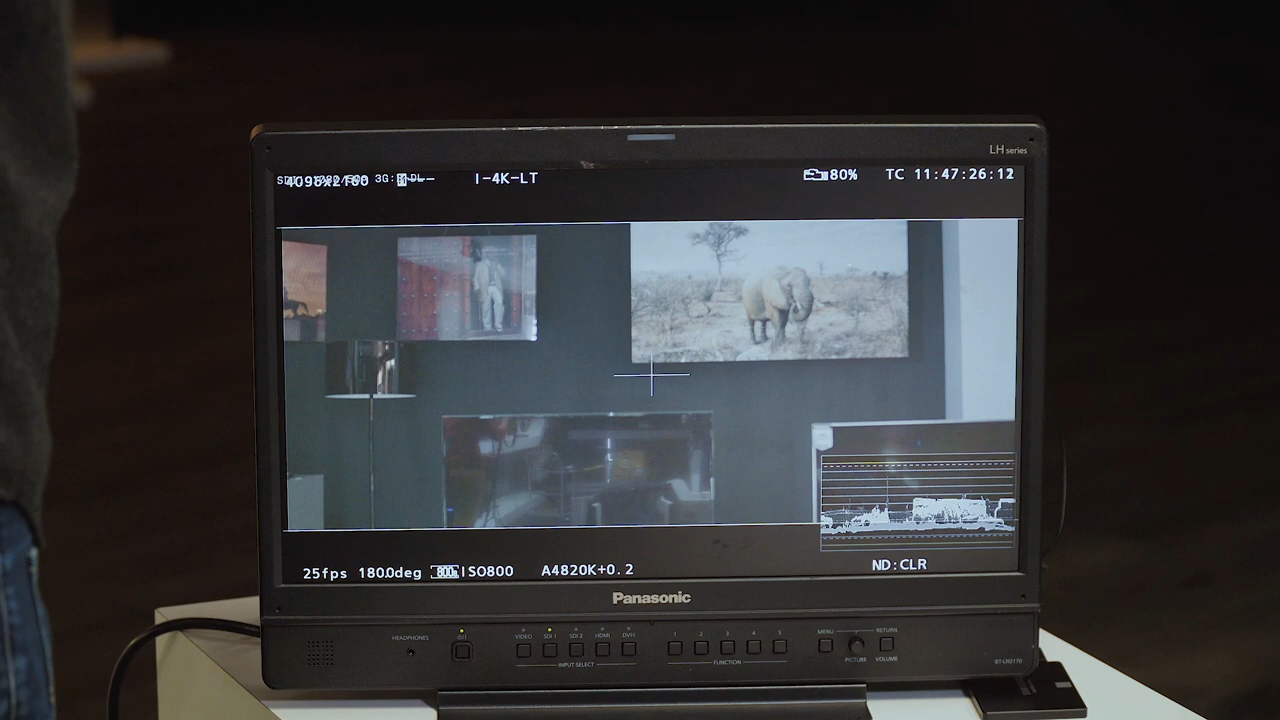 LH series
4096x2160 3G:
I-4K-LT
80%
TC 11:47:26:12
25fps 180.0deg 800 ISO800 A4820K+0.2
ND:CLR
Panasonic
HEADPHONES
VIDEO SDI 1 SDI 2 HDMI DVI-I
INPUT SELECT
1 2 3 4 5
FUNCTION
MENU RETURN
PICTURE VOLUME
BT-LH2170